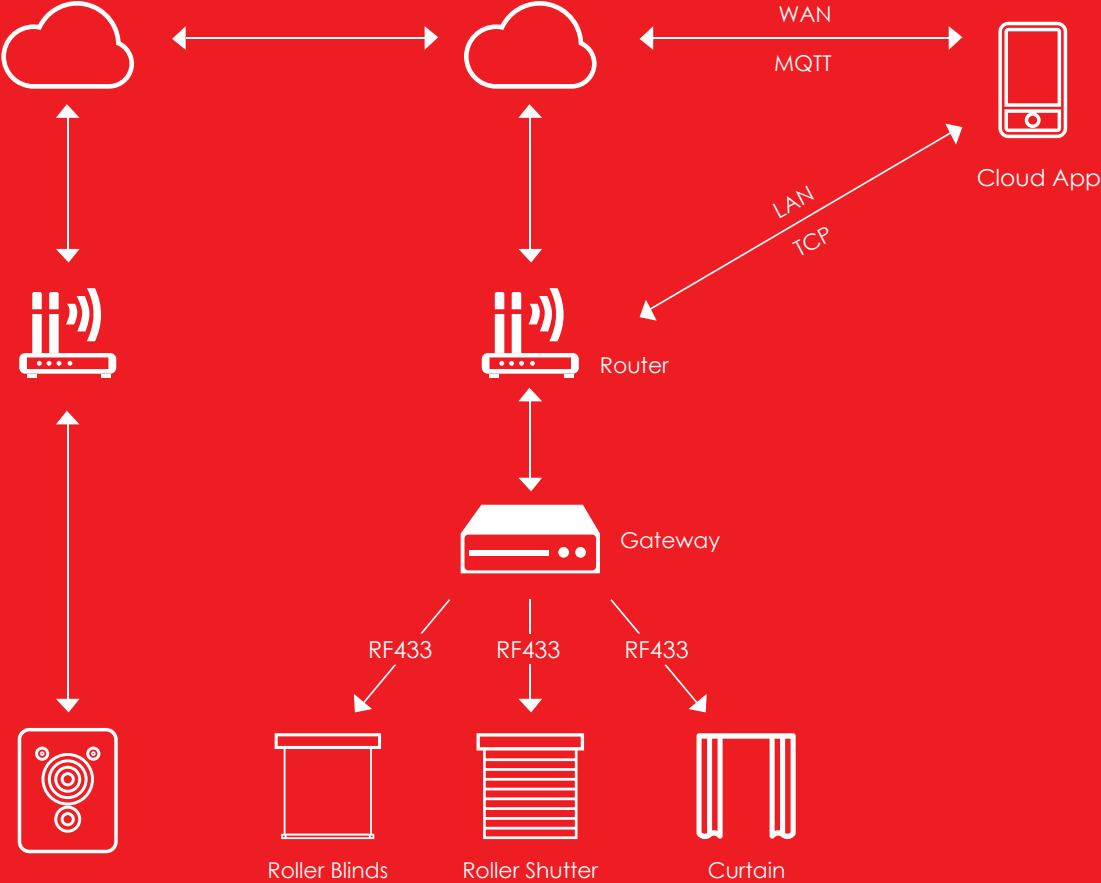 WAN
MQTT
Cloud App
LAN
TCP
Router
Gateway
RF433 RF433 RF433
Roller Blinds Roller Shutter Curtain